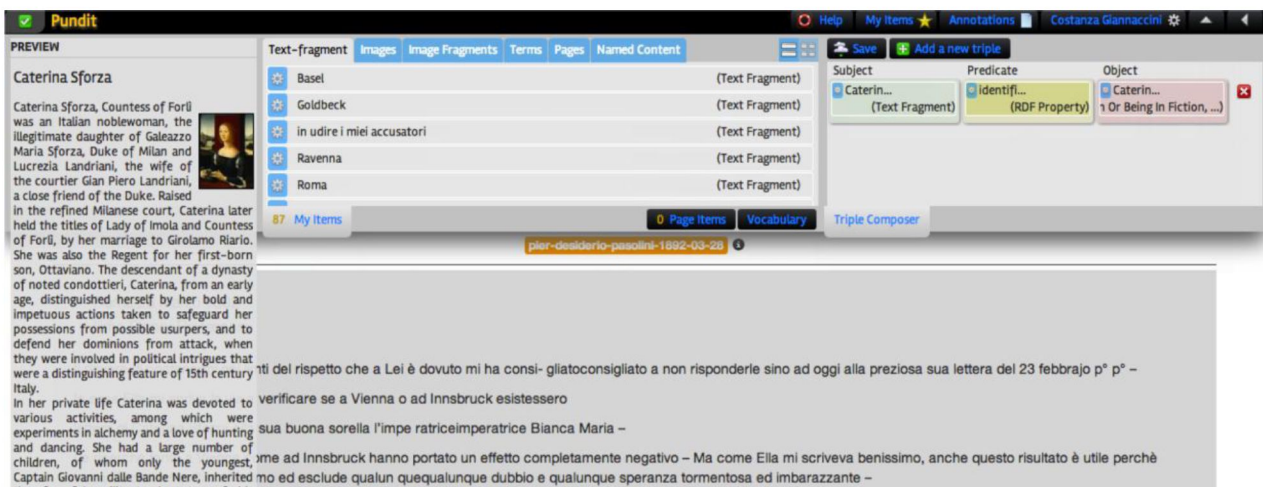 Pundit
Help My Items Annotations Costanza Giannaccini
PREVIEW
Caterina Sforza
Caterina Sforza, Countess of Forlì
was an Italian noblewoman, the
illegitimate daughter of Galeazzo
Maria Sforza, Duke of Milan and
Lucrezia Landriani, the wife of
the courtier Gian Piero Landriani,
a close friend of the Duke. Raised
in the refined Milanese court, Caterina later
held the titles of Lady of Imola and Countess
of Forlì, by her marriage to Girolamo Riario.
She was also the Regent for her first-born
son, Ottaviano. The descendant of a dynasty
of noted condottieri, Caterina, from an early
age, distinguished herself by her bold and
impetuous actions taken to safeguard her
possessions from possible usurpers, and to
defend her dominions from attack, when
they were involved in political intrigues that
were a distinguishing feature of 15th century
Italy.
In her private life Caterina was devoted to
various activities, among which were
experiments in alchemy and a love of hunting
and dancing. She had a large number of
children, of whom only the youngest,
Captain Giovanni dalle Bande Nere, inherited
Text-fragment Images Image Fragments Terms Pages Named Content
Basel (Text Fragment)
Goldbeck (Text Fragment)
in udire i miei accusatori (Text Fragment)
Ravenna (Text Fragment)
Roma (Text Fragment)
87 My Items 0 Page Items Vocabulary
Save Add a new triple
Subject Predicate Object
Caterin... identifi... Caterin...
(Text Fragment) (RDF Property) n Or Being In Fiction, ...)
Triple Composer
pier-desiderio-pasolini-1892-03-28
nti del rispetto che a Lei è dovuto mi ha consi- gliatoconsigliato a non risponderle sino ad oggi alla preziosa sua lettera del 23 febbrajo p° p° –
verificare se a Vienna o ad Innsbruck esistessero
sua buona sorella l'impe ratriceimperatrice Bianca Maria –
ome ad Innsbruck hanno portato un effetto completamente negativo – Ma come Ella mi scriveva benissimo, anche questo risultato è utile perchè
mo ed esclude qualun quequalunque dubbio e qualunque speranza tormentosa ed imbarazzante –